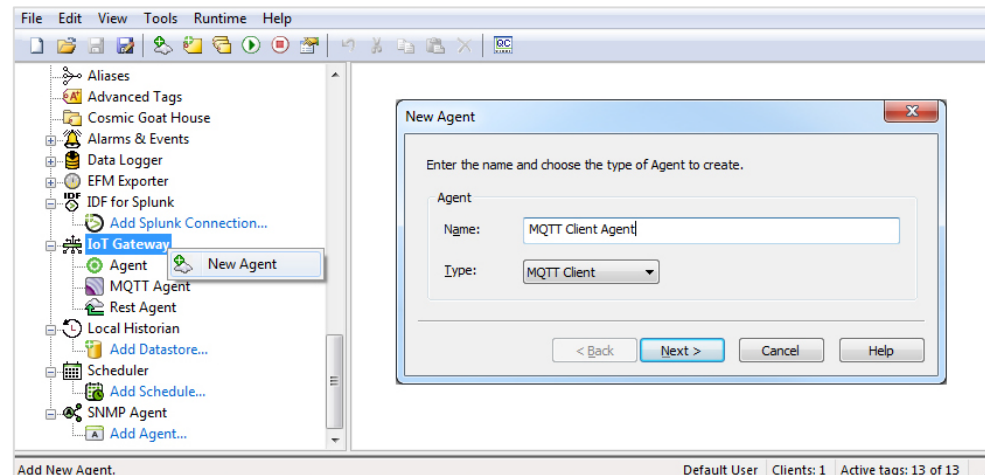 File Edit View Tools Runtime Help
Aliases
Advanced Tags
Cosmic Goat House
Alarms & Events
Data Logger
EFM Exporter
IDF for Splunk
Add Splunk Connection...
IoT Gateway
Agent
New Agent
MQTT Agent
Rest Agent
Local Historian
Add Datastore...
Scheduler
Add Schedule...
SNMP Agent
Add Agent...
New Agent
Enter the name and choose the type of Agent to create.
Agent
Name: MQTT Client Agent
Type: MQTT Client
< Back Next > Cancel Help
Add New Agent. Default User Clients: 1 Active tags: 13 of 13